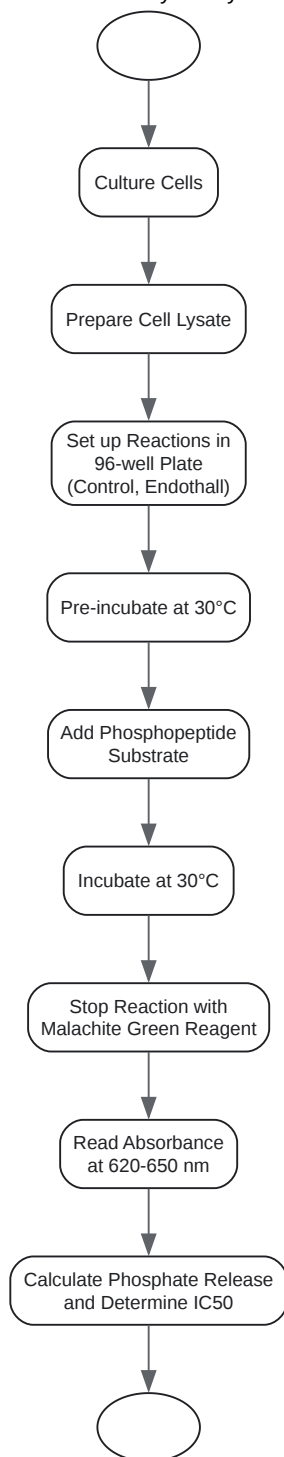 Culture Cells
Prepare Cell Lysate
Set up Reactions in
96-well Plate
(Control, Endothall)
Pre-incubate at 30°C
Add Phosphopeptide
Substrate
Incubate at 30°C
Stop Reaction with
Malachite Green Reagent
Read Absorbance
at 620-650 nm
Calculate Phosphate Release
and Determine IC50